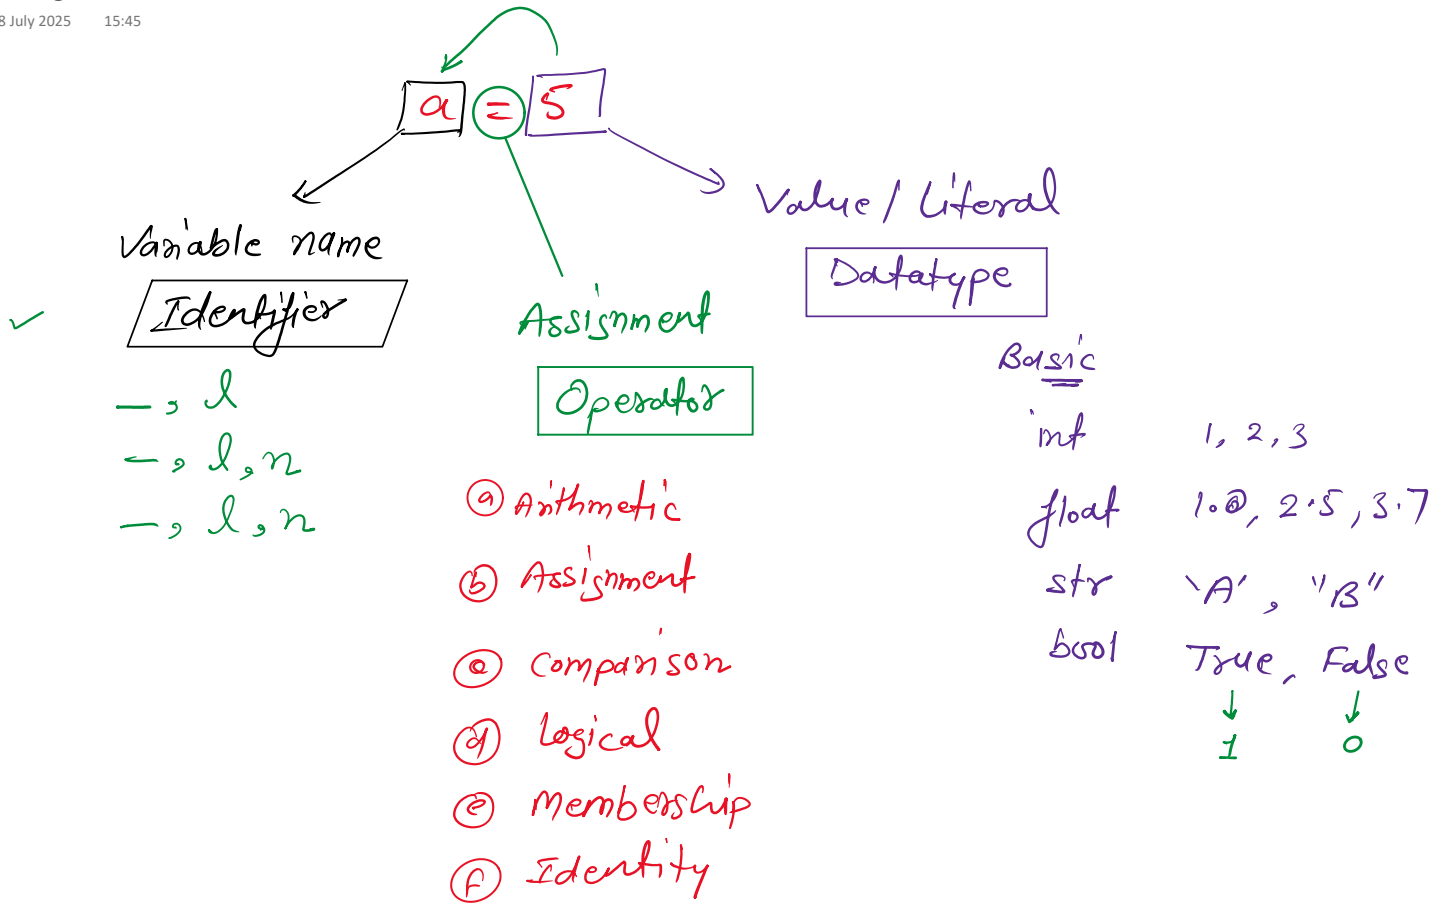 8 July 2025 15:45
a = 5
Variable name
Identifier
_, l
_, l, n
_, l, n
Assignment
Operator
a Arithmetic
b Assignment
c Comparison
d Logical
e Membership
f Identity
Value / Literal
Datatype
Basic
int 1, 2, 3
float 1.0, 2.5, 3.7
str 'A', "B"
bool True, False
1 0